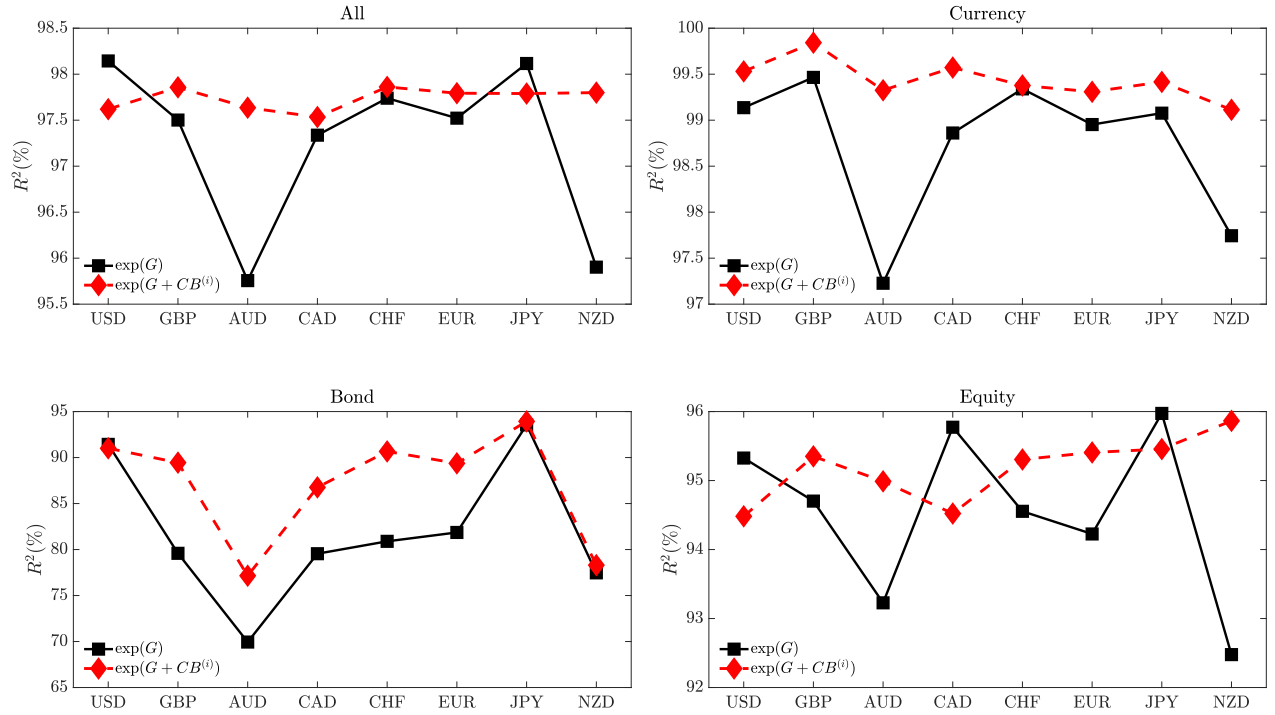 All
98.5
98
97.5
97
96.5
96
95.5
R²(%)
exp(G)
exp(G + CB⁽ⁱ⁾)
USD GBP AUD CAD CHF EUR JPY NZD
Currency
100
99.5
99
98.5
98
97.5
97
R²(%)
exp(G)
exp(G + CB⁽ⁱ⁾)
USD GBP AUD CAD CHF EUR JPY NZD
Bond
95
90
85
80
75
70
65
R²(%)
exp(G)
exp(G + CB⁽ⁱ⁾)
USD GBP AUD CAD CHF EUR JPY NZD
Equity
96
95
94
93
92
R²(%)
exp(G)
exp(G + CB⁽ⁱ⁾)
USD GBP AUD CAD CHF EUR JPY NZD